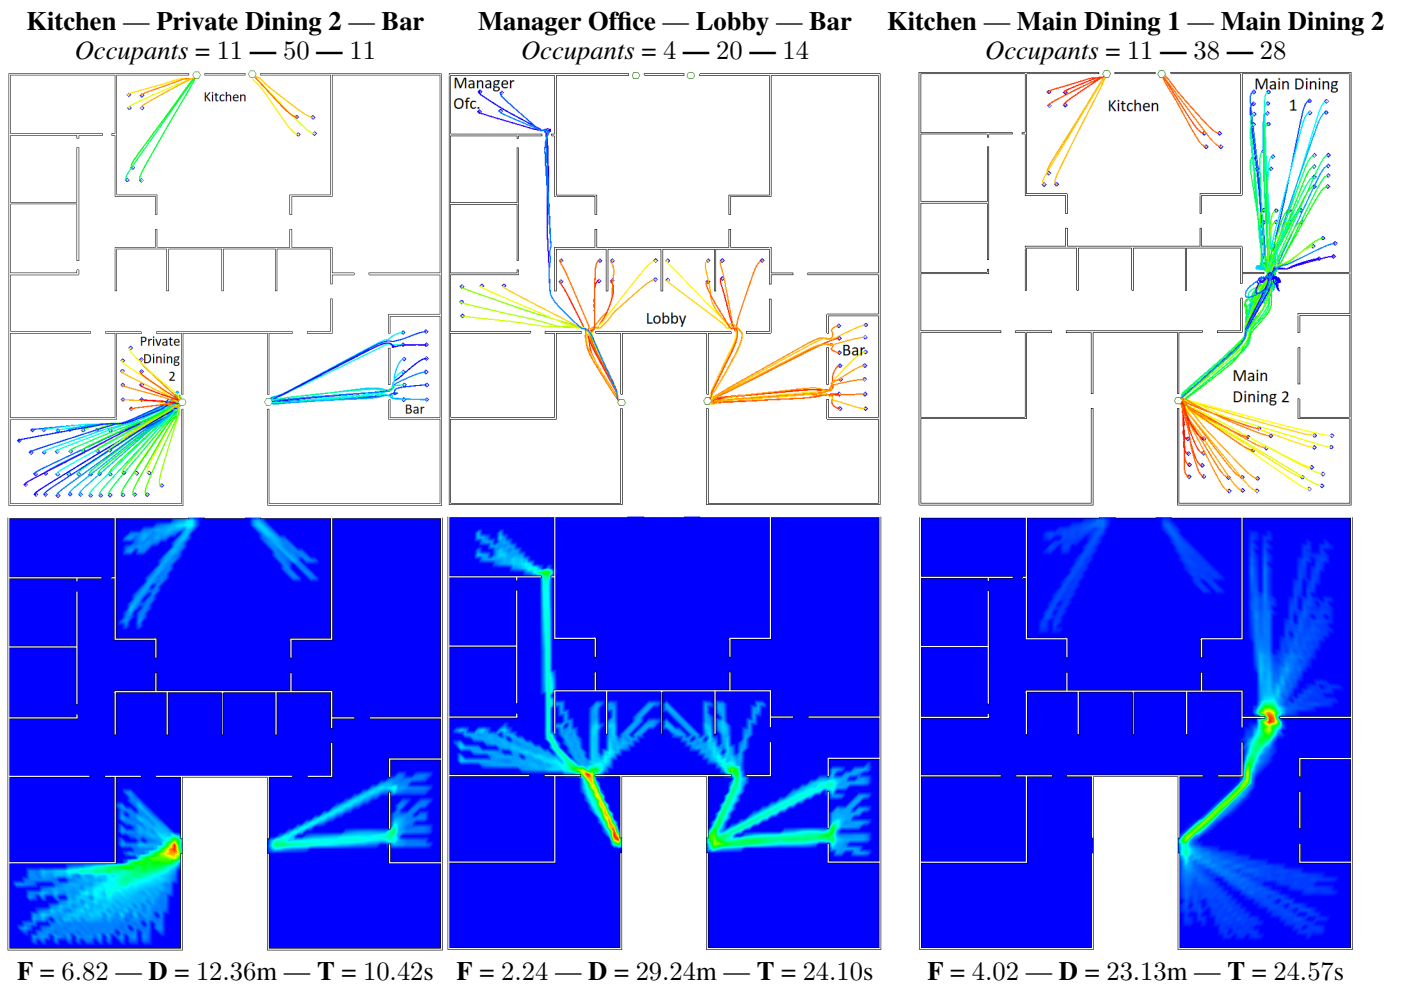 Kitchen — Private Dining 2 — Bar
Occupants = 11 — 50 — 11
Manager Office — Lobby — Bar
Occupants = 4 — 20 — 14
Kitchen — Main Dining 1 — Main Dining 2
Occupants = 11 — 38 — 28
Kitchen
Private
Dining
2
Bar
Manager
Ofc.
Lobby
Bar
Kitchen
Main Dining
1
Main
Dining 2
F = 6.82 — D = 12.36m — T = 10.42s
F = 2.24 — D = 29.24m — T = 24.10s
F = 4.02 — D = 23.13m — T = 24.57s